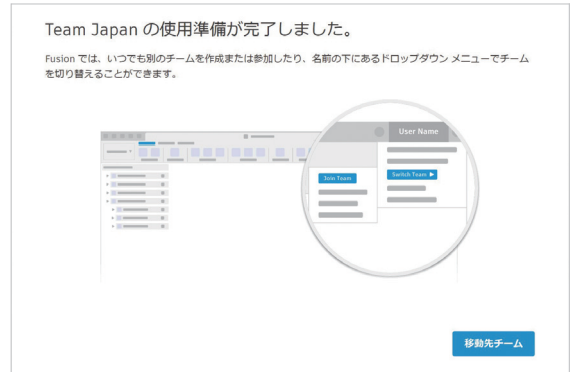 Team Japan の使用準備が完了しました。
Fusion では、いつでも別のチームを作成または参加したり、名前の下にあるドロップダウン メニューでチーム
を切り替えることができます。
User Name
Join Team
Switch Team ▶
移動先チーム